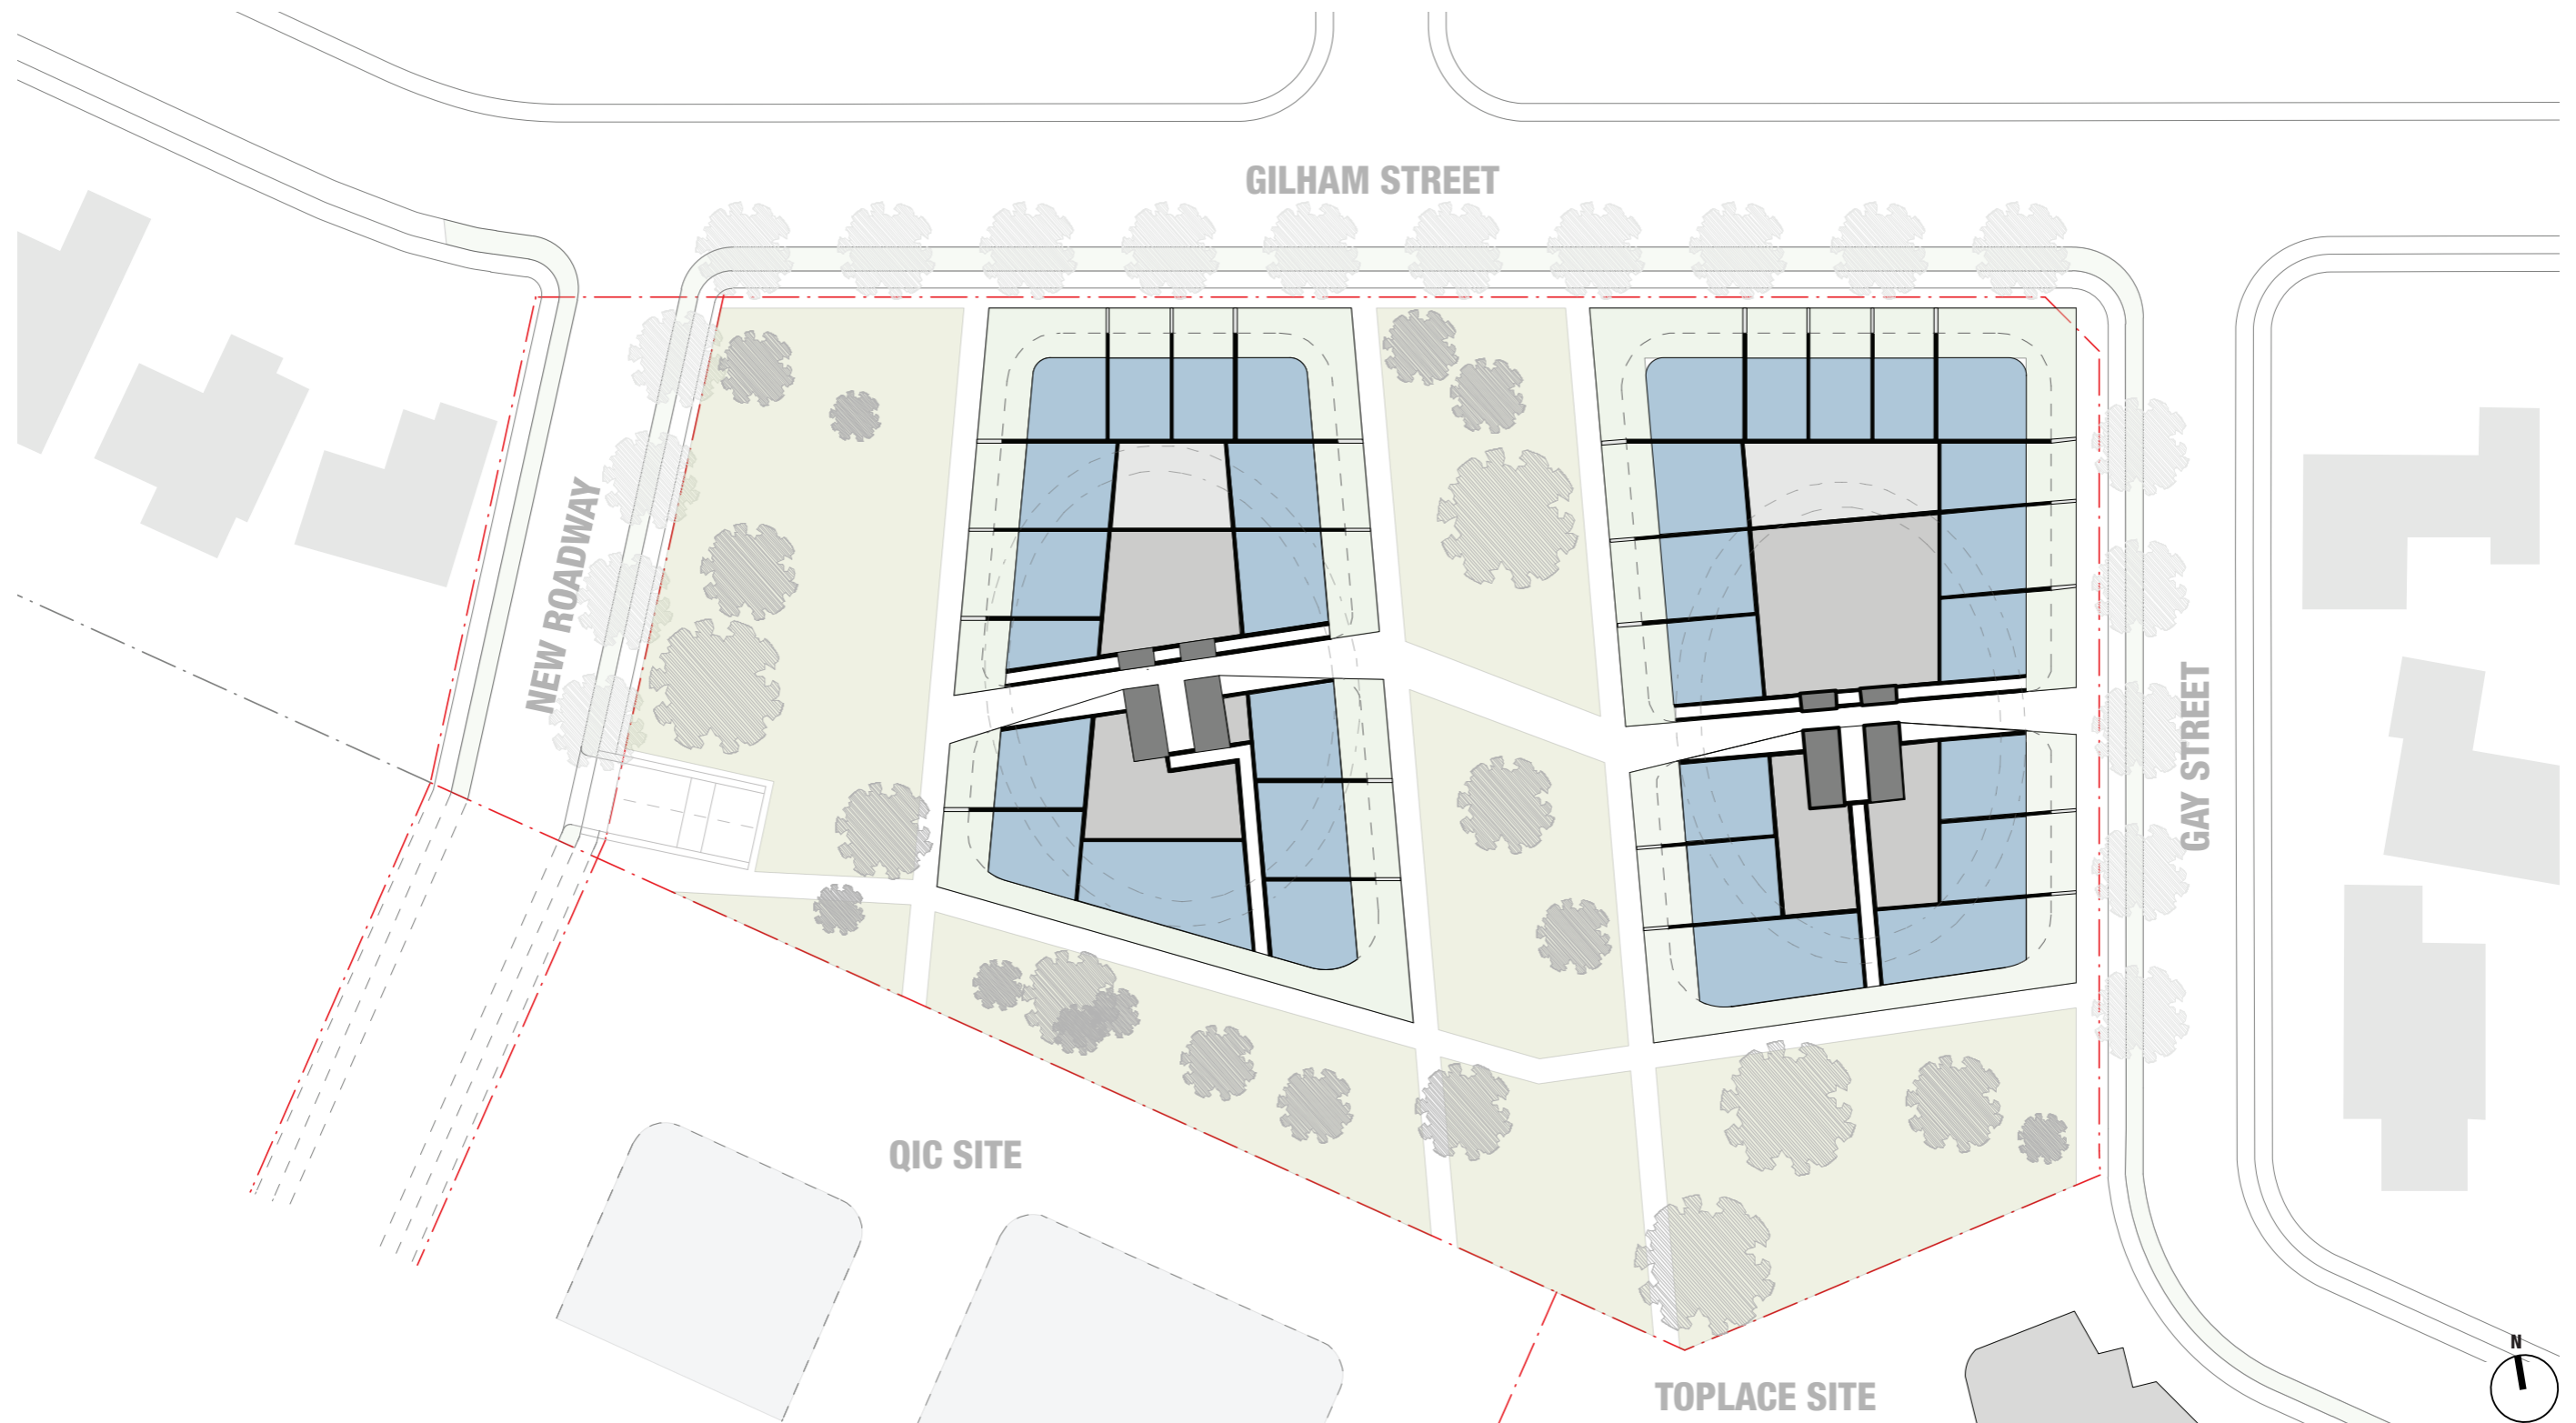 GILHAM STREET
NEW ROADWAY
GAY STREET
QIC SITE
TOPLACE SITE
N